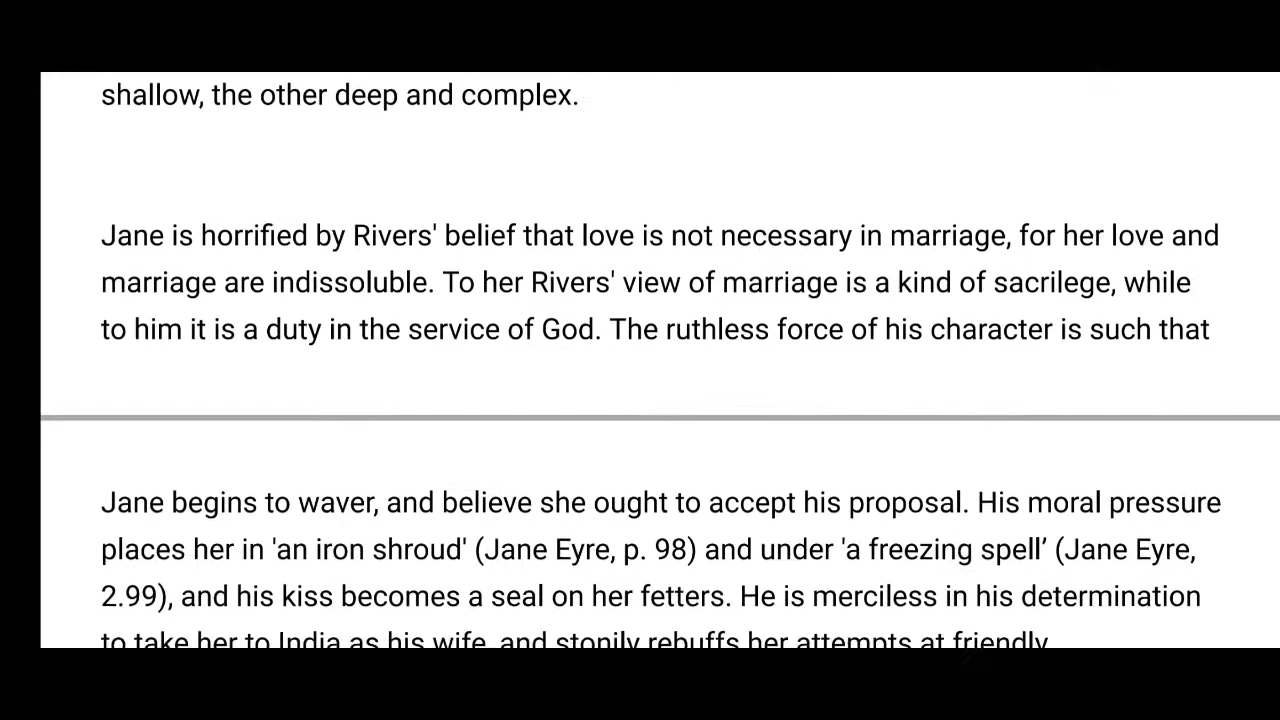 shallow, the other deep and complex.
Jane is horrified by Rivers' belief that love is not necessary in marriage, for her love and
marriage are indissoluble. To her Rivers' view of marriage is a kind of sacrilege, while
to him it is a duty in the service of God. The ruthless force of his character is such that
Jane begins to waver, and believe she ought to accept his proposal. His moral pressure
places her in 'an iron shroud' (Jane Eyre, p. 98) and under 'a freezing spell’ (Jane Eyre,
2.99), and his kiss becomes a seal on her fetters. He is merciless in his determination
to take her to India as his wife, and stonily rebuffs her attempts at friendly